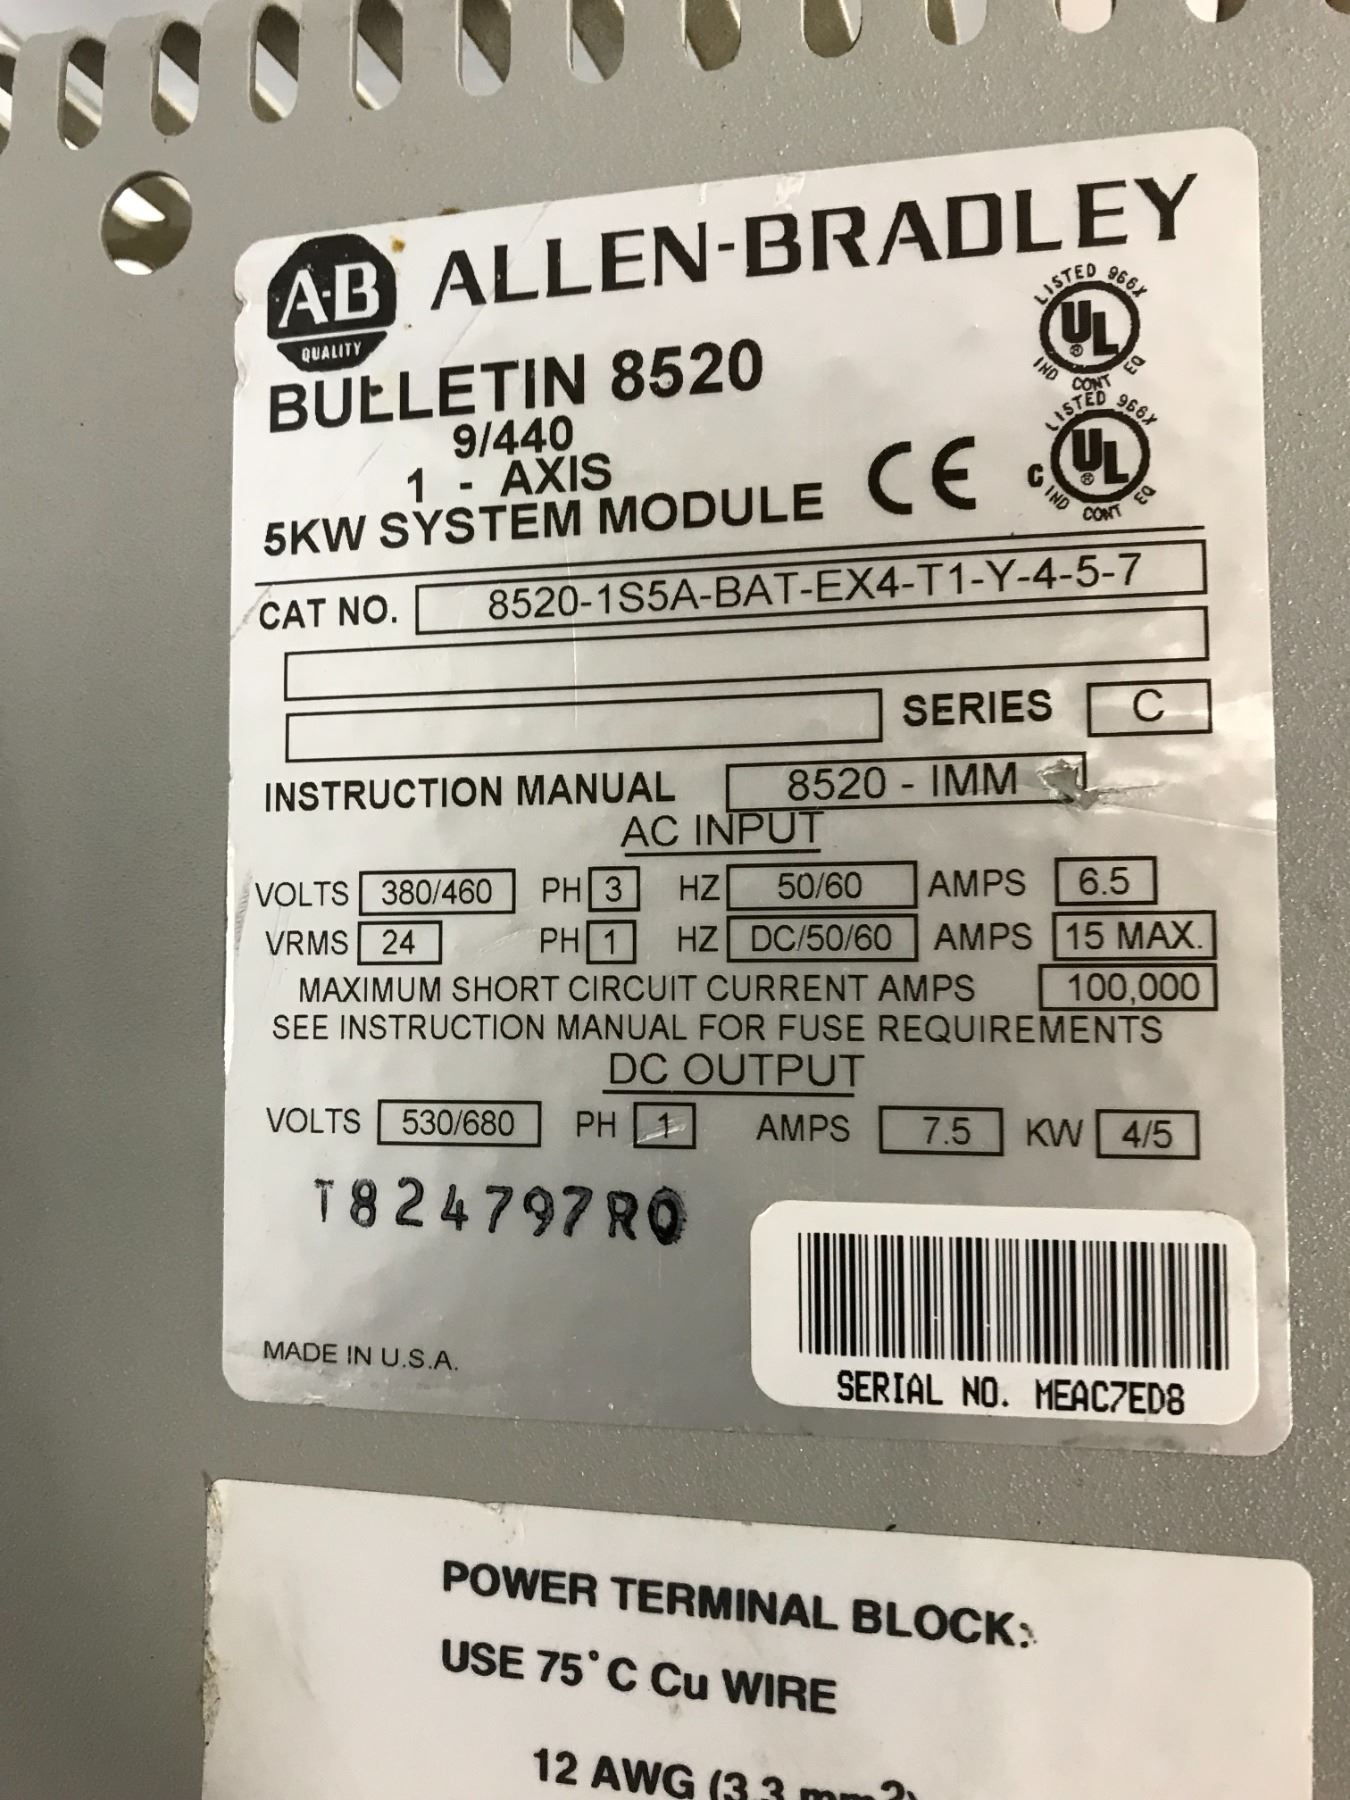 A-B QUALITY ALLEN-BRADLEY
LISTED 966X
UL ®
IND CONT EQ
BULLETIN 8520
9/440
1 - AXIS
5KW SYSTEM MODULE
CE
LISTED 966X
C UL ®
IND CONT EQ
CAT NO. 8520-1S5A-BAT-EX4-T1-Y-4-5-7
SERIES C
INSTRUCTION MANUAL 8520 - IMM
AC INPUT
VOLTS 380/460 PH 3 HZ 50/60 AMPS 6.5
VRMS 24 PH 1 HZ DC/50/60 AMPS 15 MAX.
MAXIMUM SHORT CIRCUIT CURRENT AMPS 100,000
SEE INSTRUCTION MANUAL FOR FUSE REQUIREMENTS
DC OUTPUT
VOLTS 530/680 PH 1 AMPS 7.5 KW 4/5
T824797R0
MADE IN U.S.A.
SERIAL NO. MEAC7ED8
POWER TERMINAL BLOCK:
USE 75°C Cu WIRE
12 AWG (3.3 mm2)